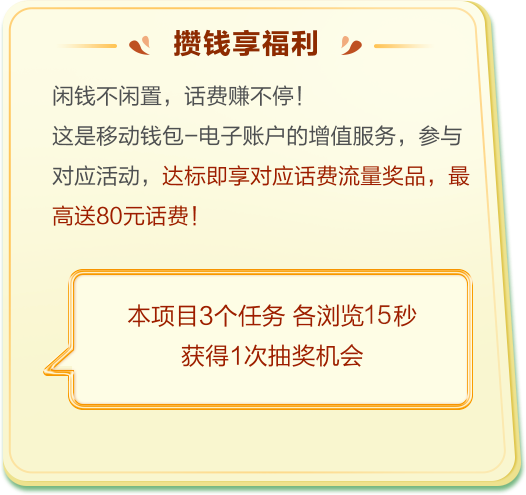 攒钱享福利
闲钱不闲置，话费赚不停！
这是移动钱包-电子账户的增值服务，参与
对应活动，达标即享对应话费流量奖品，最
高送80元话费！
本项目3个任务 各浏览15秒
获得1次抽奖机会